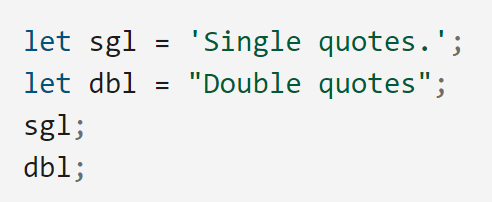 let sgl = 'Single quotes.';
let dbl = "Double quotes";
sgl;
dbl;